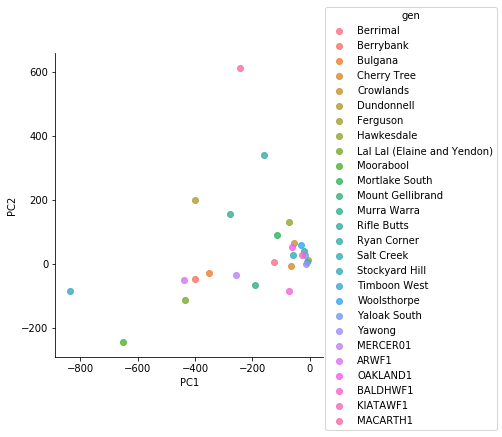 gen
Berrimal
Berrybank
Bulgana
Cherry Tree
Crowlands
Dundonnell
Ferguson
Hawkesdale
Lal Lal (Elaine and Yendon)
Moorabool
Mortlake South
Mount Gellibrand
Murra Warra
Rifle Butts
Ryan Corner
Salt Creek
Stockyard Hill
Timboon West
Woolsthorpe
Yaloak South
Yawong
MERCER01
ARWF1
OAKLAND1
BALDHWF1
KIATAWF1
MACARTH1
PC2
600
400
200
0
−200
−800 −600 −400 −200 0
PC1